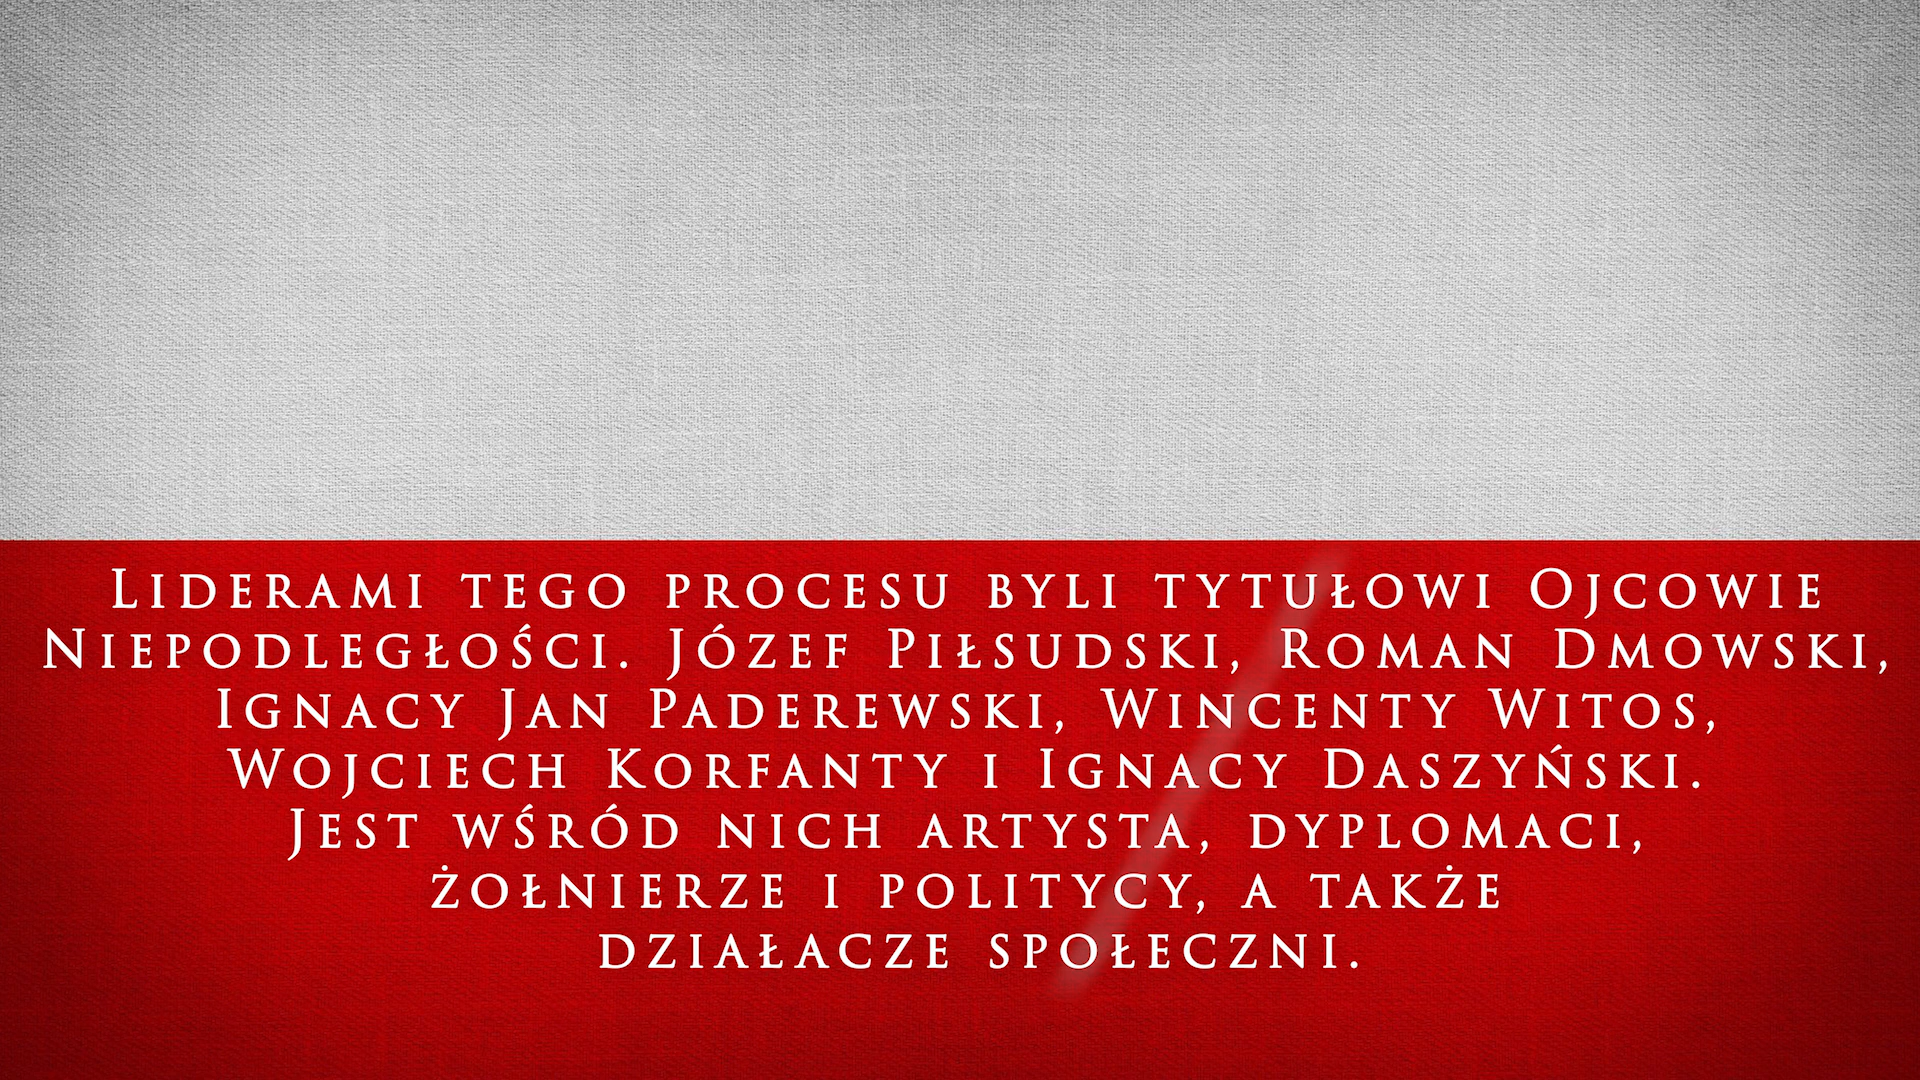 Liderami tego procesu byli tytułowi Ojcowie
Niepodległości. Józef Piłsudski, Roman Dmowski,
Ignacy Jan Paderewski, Wincenty Witos,
Wojciech Korfanty i Ignacy Daszyński.
Jest wśród nich artysta, dyplomaci,
żołnierze i politycy, a także
działacze społeczni.